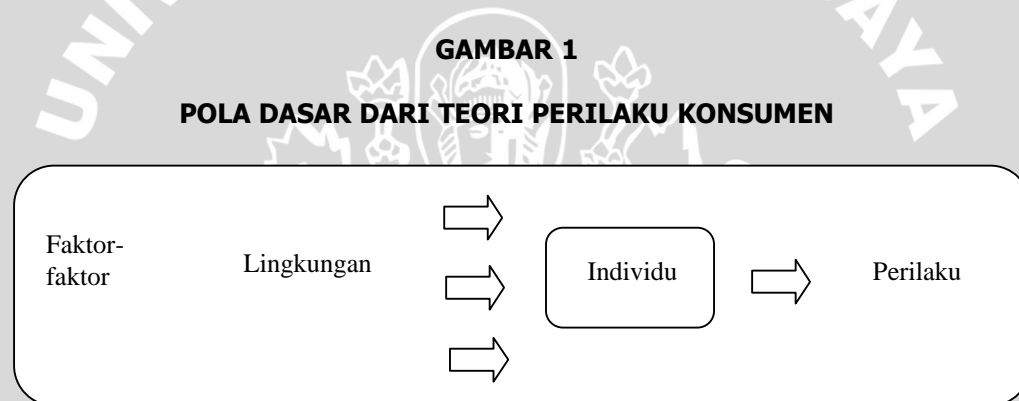 GAMBAR 1
POLA DASAR DARI TEORI PERILAKU KONSUMEN
Faktor-
faktor
Lingkungan
Individu
Perilaku